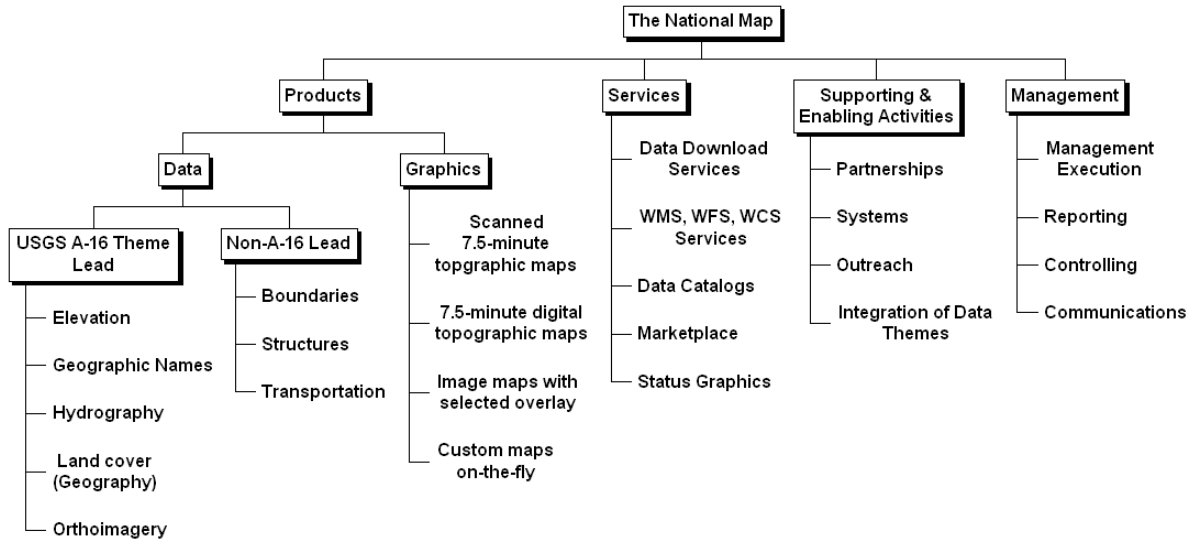 The National Map
Products
Services
Supporting &
Enabling Activities
Management
Data
Graphics
USGS A-16 Theme
Lead
Non-A-16 Lead
Elevation
Geographic Names
Hydrography
Land cover
(Geography)
Orthoimagery
Boundaries
Structures
Transportation
Scanned
7.5-minute
topgraphic maps
7.5-minute digital
topographic maps
Image maps with
selected overlay
Custom maps
on-the-fly
Data Download
Services
WMS, WFS, WCS
Services
Data Catalogs
Marketplace
Status Graphics
Partnerships
Systems
Outreach
Integration of Data
Themes
Management
Execution
Reporting
Controlling
Communications